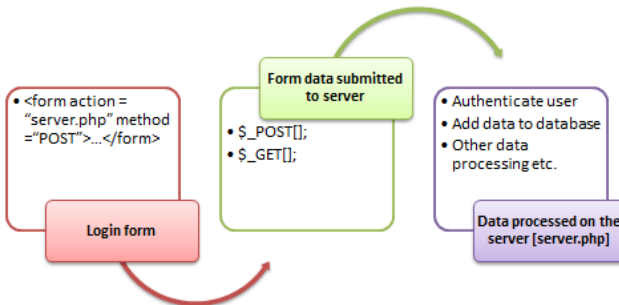 • <form action =
“server.php” method
=“POST”>...</form>
Login form
Form data submitted
to server
• $_POST[];
• $_GET[];
• Authenticate user
• Add data to database
• Other data
processing etc.
Data processed on the
server [server.php]